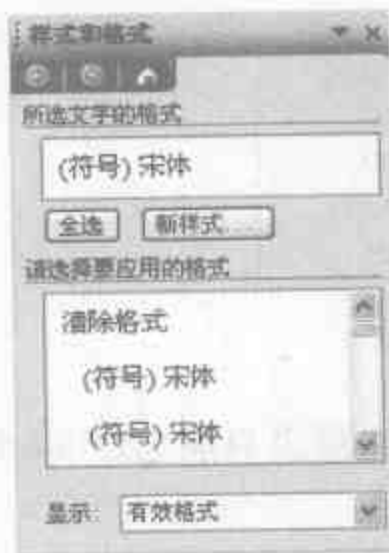 样式和格式
所选文字的格式
(符号) 宋体
全选 新样式...
请选择要应用的格式
清除格式
(符号) 宋体
(符号) 宋体
显示: 有效格式